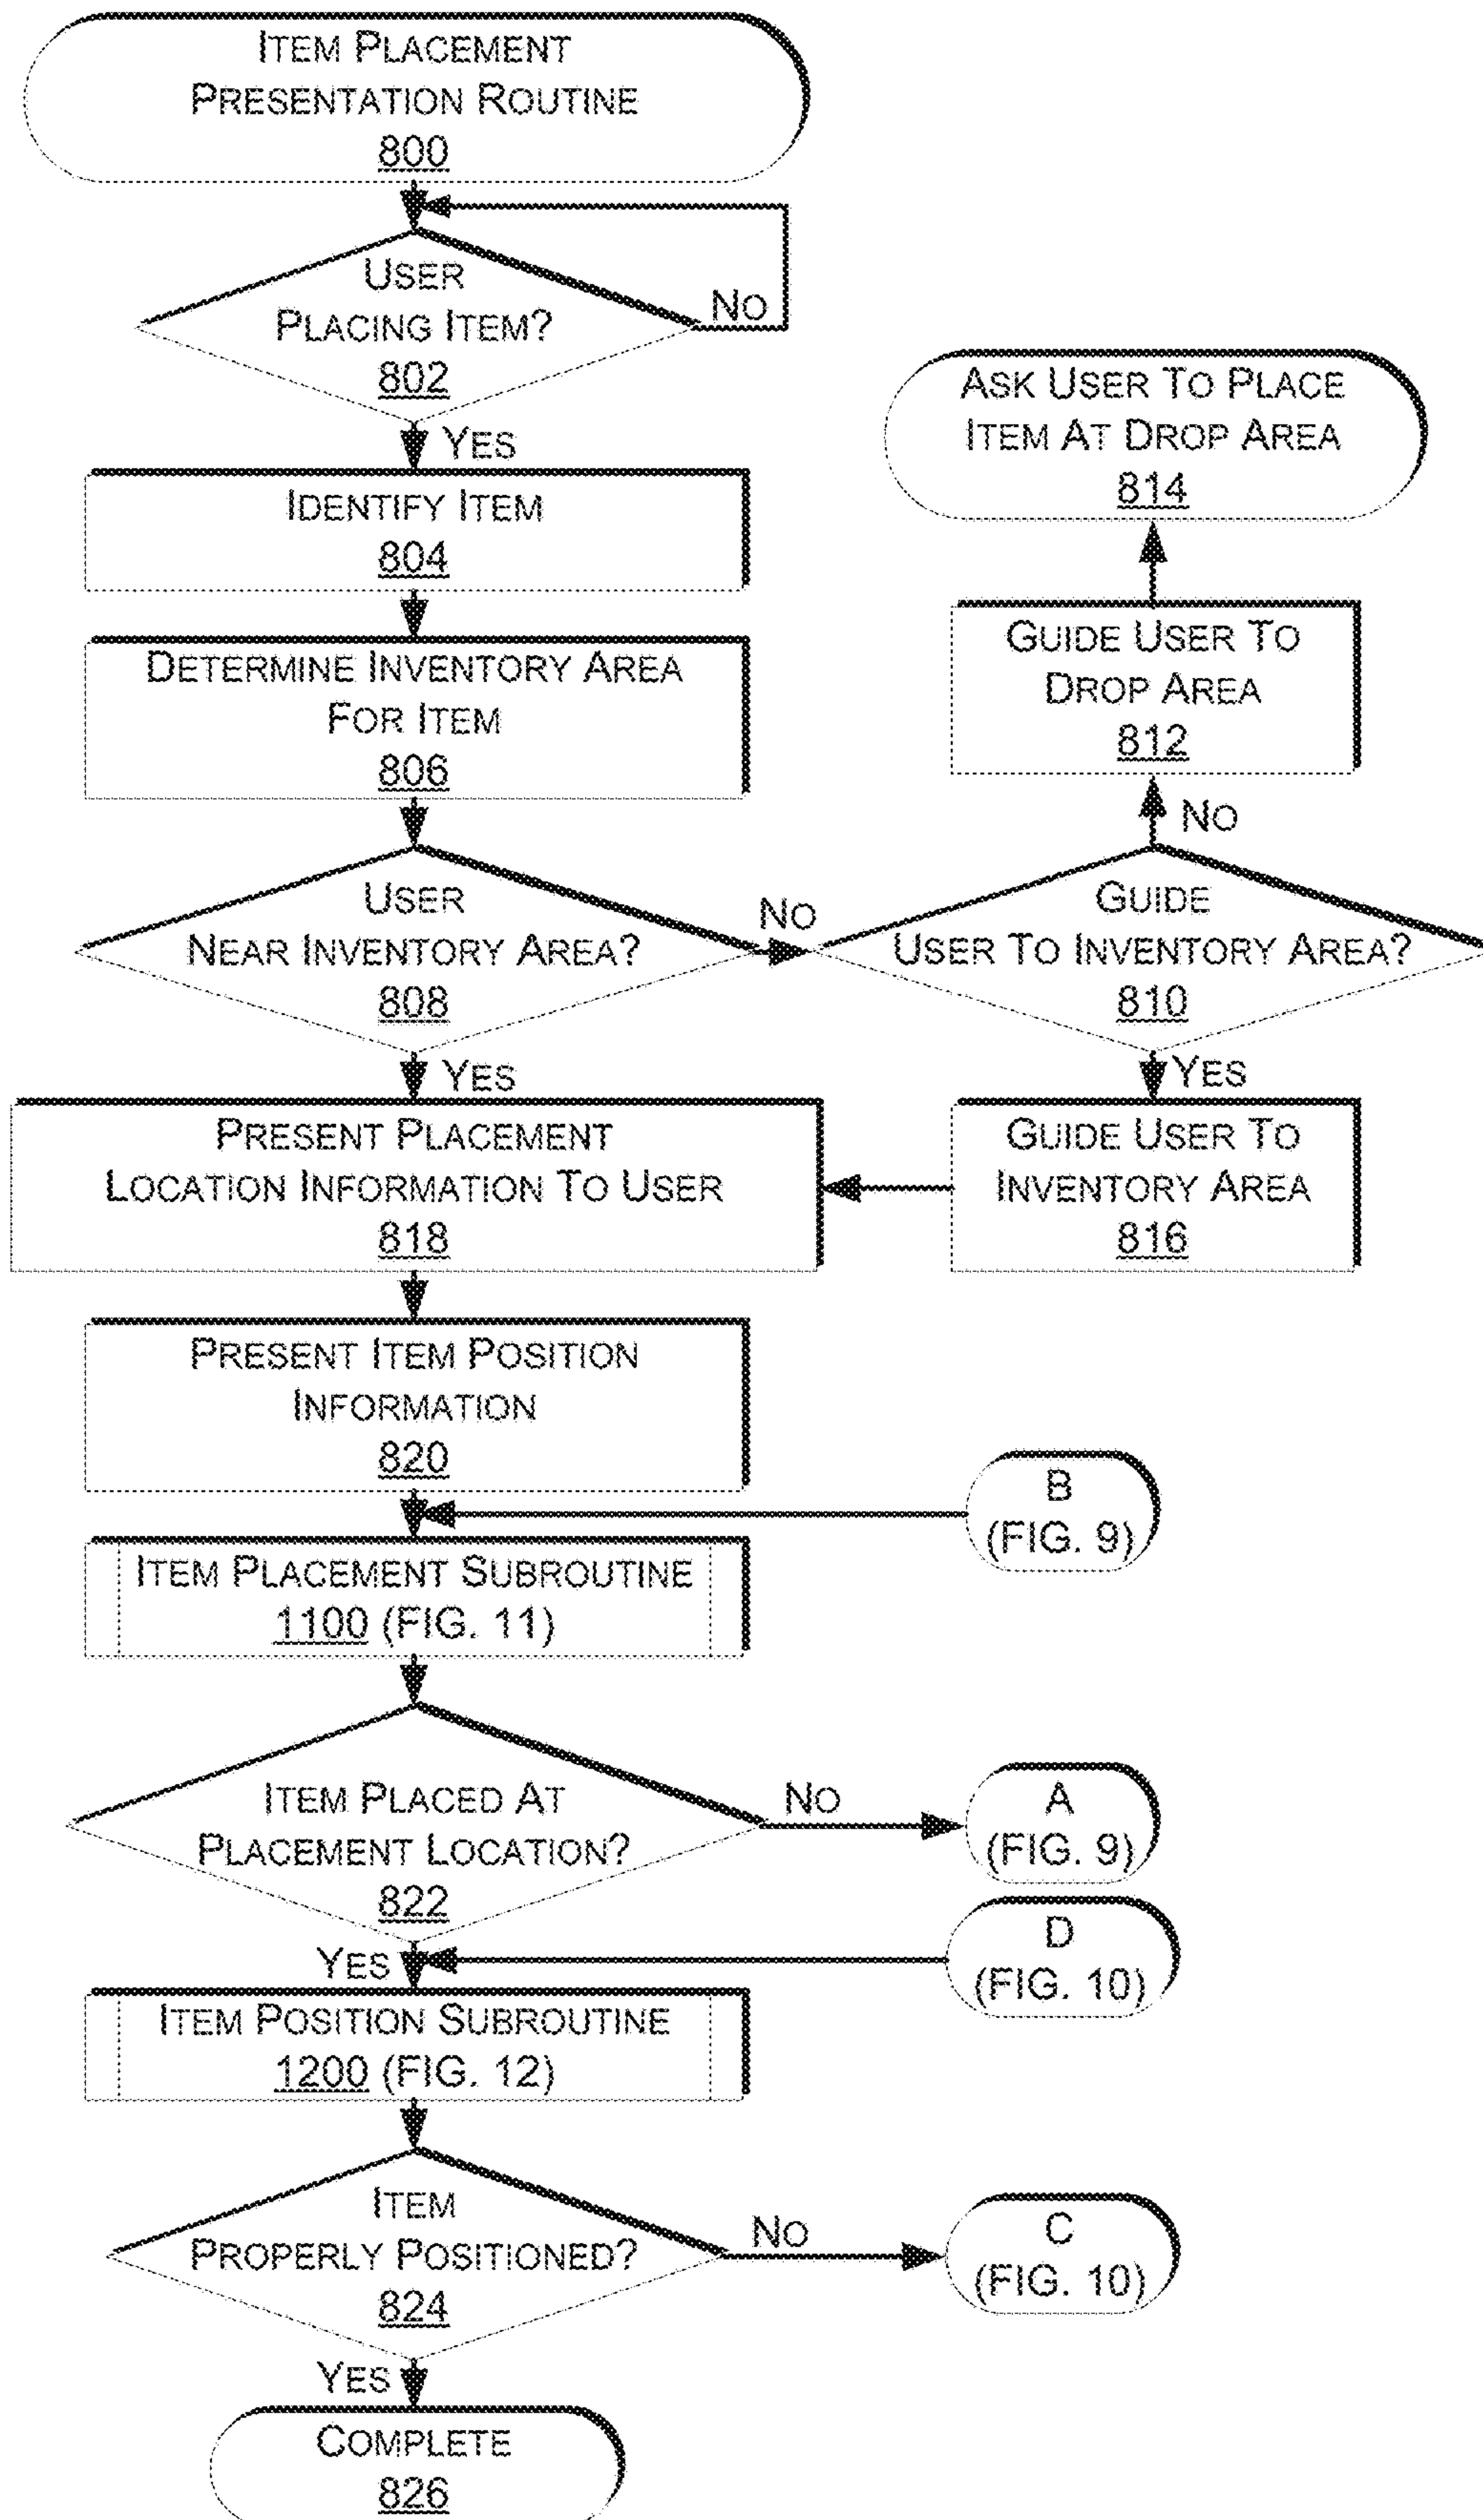 ITEM PLACEMENT
PRESENTATION ROUTINE
800
USER
PLACING ITEM?
802
NO
YES
IDENTIFY ITEM
804
DETERMINE INVENTORY AREA
FOR ITEM
806
USER
NEAR INVENTORY AREA?
808
NO
YES
GUIDE
USER TO INVENTORY AREA?
810
NO
GUIDE USER TO
DROP AREA
812
ASK USER TO PLACE
ITEM AT DROP AREA
814
YES
GUIDE USER TO
INVENTORY AREA
816
PRESENT PLACEMENT
LOCATION INFORMATION TO USER
818
PRESENT ITEM POSITION
INFORMATION
820
B
(FIG. 9)
ITEM PLACEMENT SUBROUTINE
1100 (FIG. 11)
ITEM PLACED AT
PLACEMENT LOCATION?
822
NO
A
(FIG. 9)
YES
D
(FIG. 10)
ITEM POSITION SUBROUTINE
1200 (FIG. 12)
ITEM
PROPERLY POSITIONED?
824
NO
C
(FIG. 10)
YES
COMPLETE
826